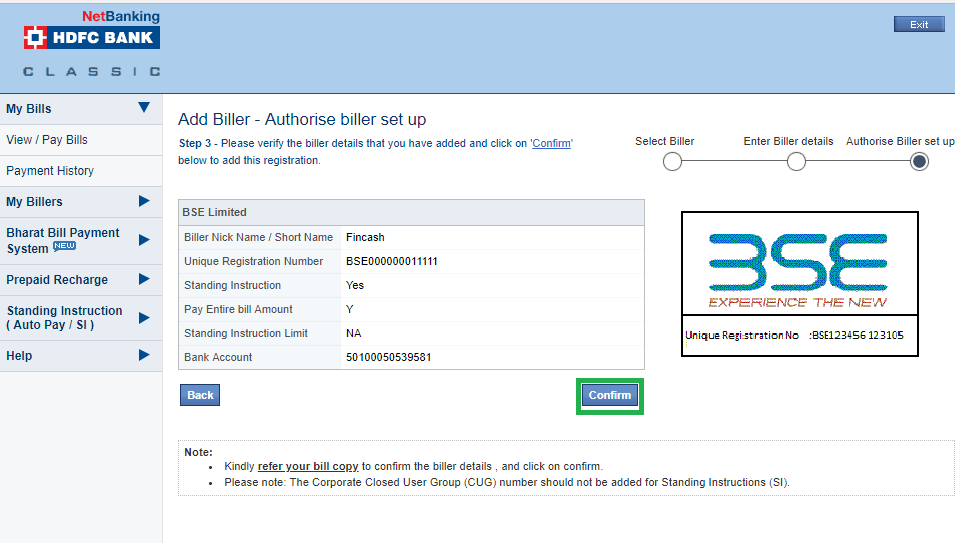 NetBanking
HDFC BANK
CLASSIC
Exit
My Bills
View / Pay Bills
Payment History
My Billers
Bharat Bill Payment
System NEW
Prepaid Recharge
Standing Instruction
( Auto Pay / SI )
Help
Add Biller - Authorise biller set up
Step 3 - Please verify the biller details that you have added and click on 'Confirm'
below to add this registration.
Select Biller
Enter Biller details
Authorise Biller set up
BSE Limited
Biller Nick Name / Short Name Fincash
Unique Registration Number BSE000000011111
Standing Instruction Yes
Pay Entire bill Amount Y
Standing Instruction Limit NA
Bank Account 50100050539581
Back
Confirm
BSE
EXPERIENCE THE NEW
Unique Registration No :BSE123456 123105
Note:
• Kindly refer your bill copy to confirm the biller details , and click on confirm.
• Please note: The Corporate Closed User Group (CUG) number should not be added for Standing Instructions (SI).